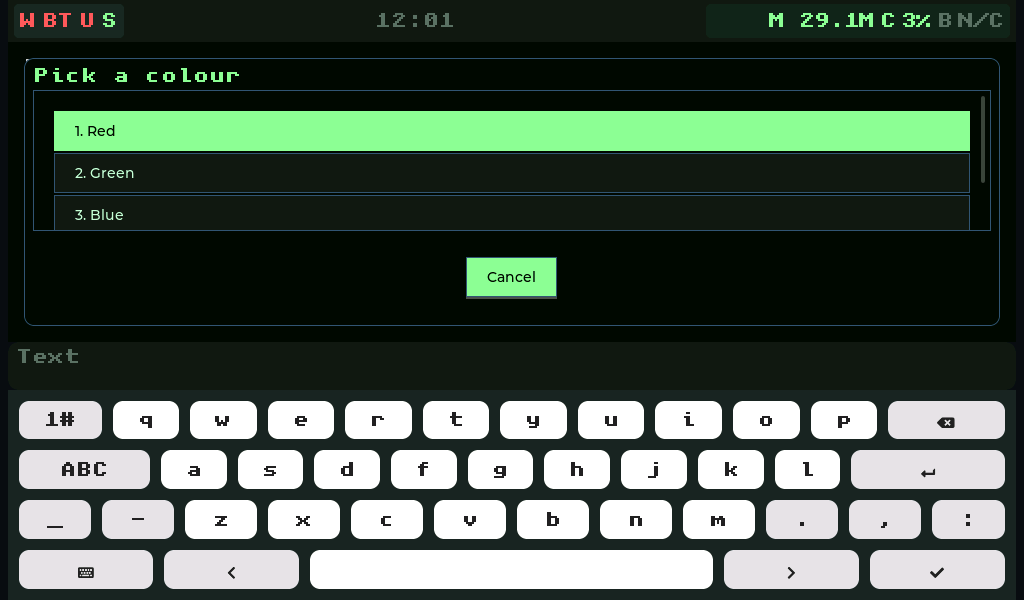 W BT U S 12:01 M 29.1M C 3% B N/C
Pick a colour
1. Red
2. Green
3. Blue
Cancel
Text
1# q w e r t y u i o p
ABC a s d f g h j k l
_ - z x c v b n m . , :
< >